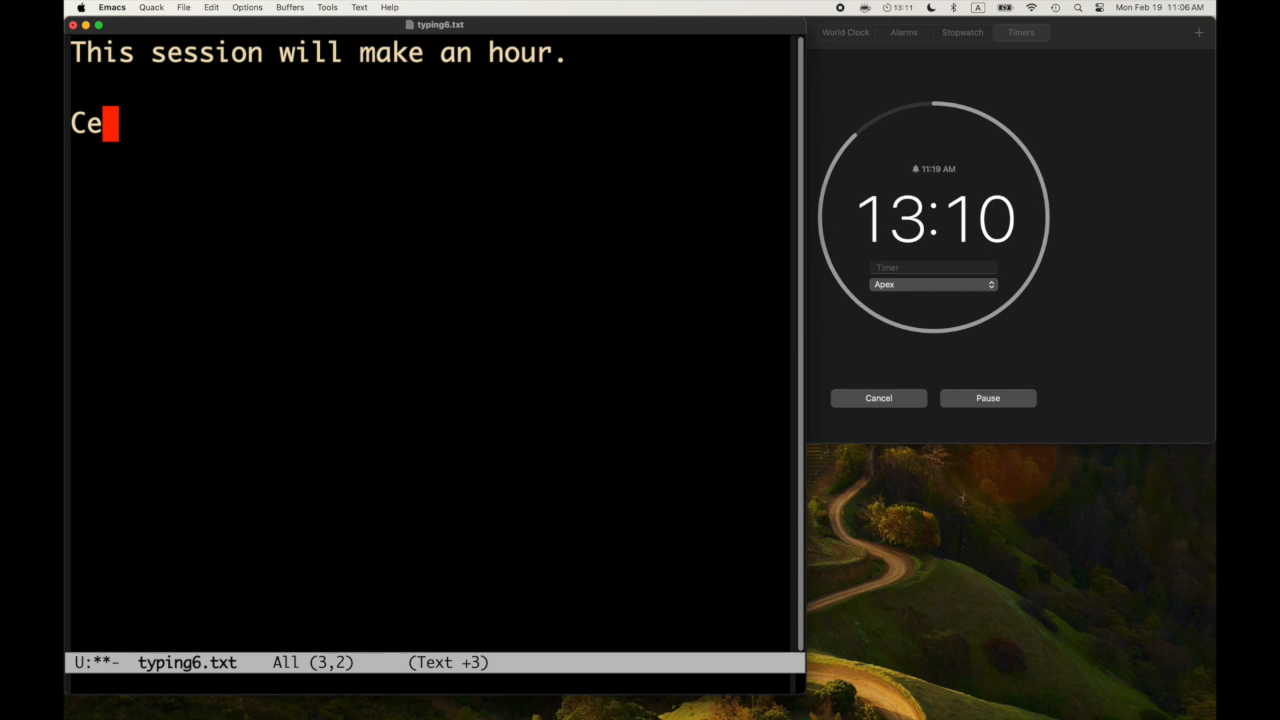 Emacs Quack File Edit Options Buffers Tools Text Help 13:11 A Mon Feb 19 11:06 AM
typing6.txt
World Clock Alarms Stopwatch Timers +
This session will make an hour.
Ce
11:19 AM
13:10
Timer
Apex
Cancel Pause
U:**- typing6.txt All (3,2) (Text +3)